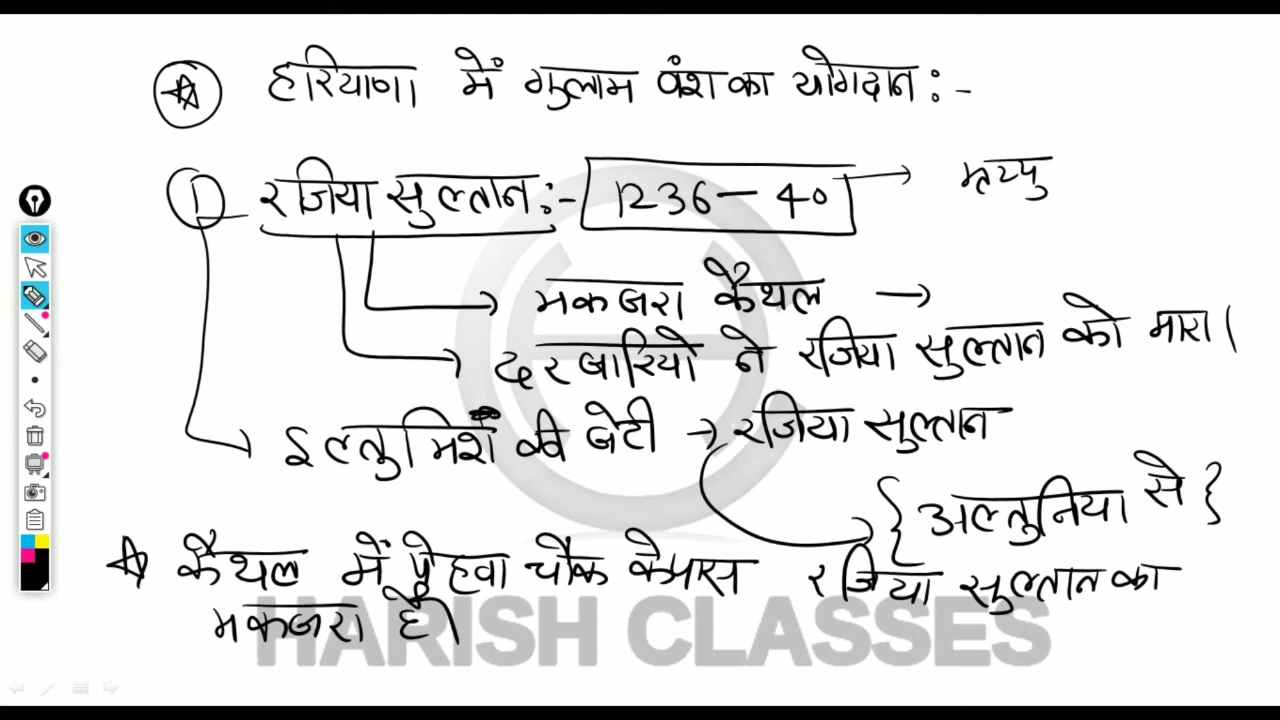 हरियाणा में गुलाम वंश का योगदान : -
1 रजिया सुल्तान : - 1236 - 40 → मृत्यु
→ मकबरा कैथल →
→ दरबारियो ने रजिया सुल्तान को मारा।
→ इल्तुमिश की बेटी → रजिया सुल्तान
{ अल्तुनिया से }
☆ कैथल में पेहवा चौक के पास रजिया सुल्तान का
मकबरा है।
HARISH CLASSES